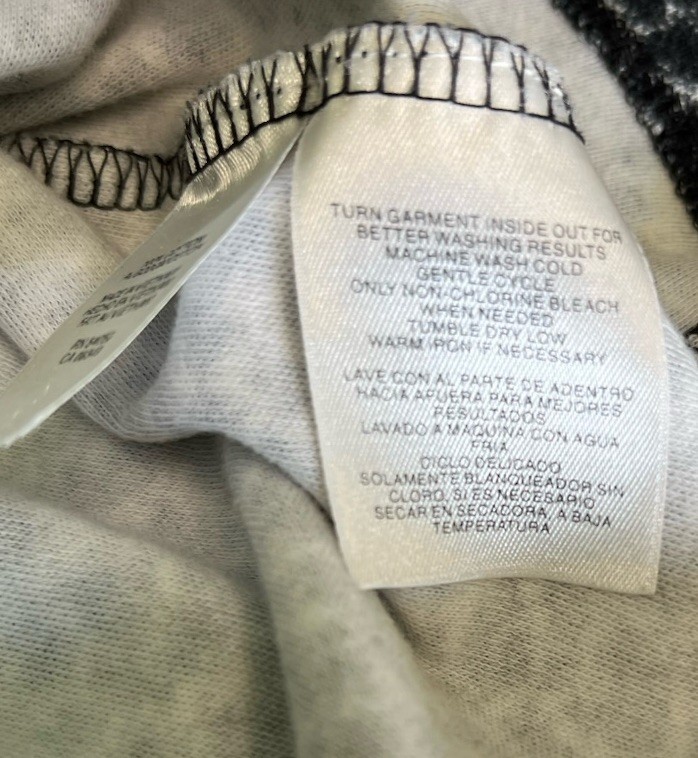 TURN GARMENT INSIDE OUT FOR
BETTER WASHING RESULTS
MACHINE WASH COLD
GENTLE CYCLE
ONLY NON-CHLORINE BLEACH
WHEN NEEDED
TUMBLE DRY LOW
WARM IRON IF NECESSARY
LAVE CON AL PARTE DE ADENTRO
HACIA AFUERA PARA MEJORES
RESULTADOS
LAVADO A MAQUINA CON AGUA
FRIA
CICLO DELICADO
SOLAMENTE BLANQUEADOR SIN
CLORO, SI ES NECESARIO
SECAR EN SECADORA, A BAJA
TEMPERATURA